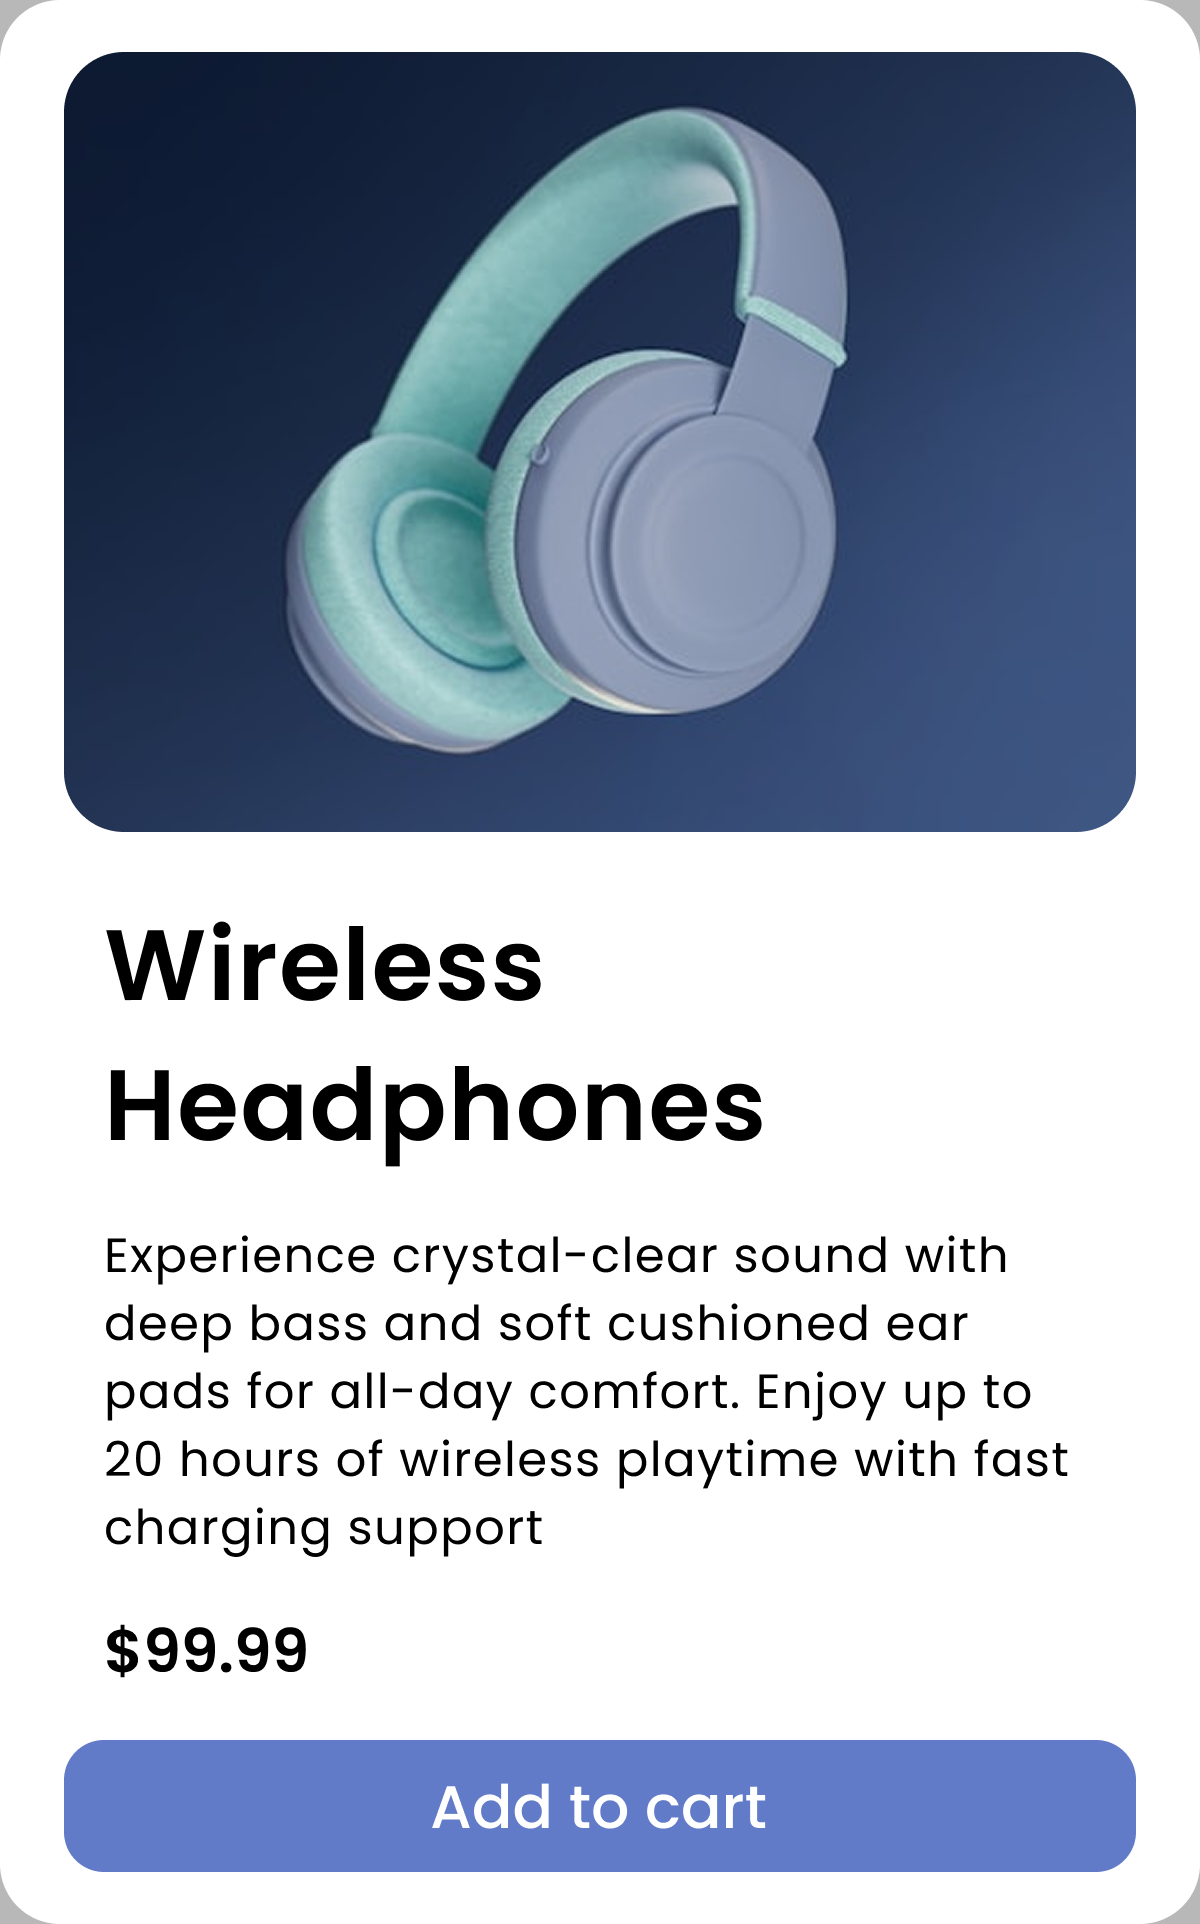 Wireless
Headphones
Experience crystal-clear sound with
deep bass and soft cushioned ear
pads for all-day comfort. Enjoy up to
20 hours of wireless playtime with fast
charging support
$99.99
Add to cart